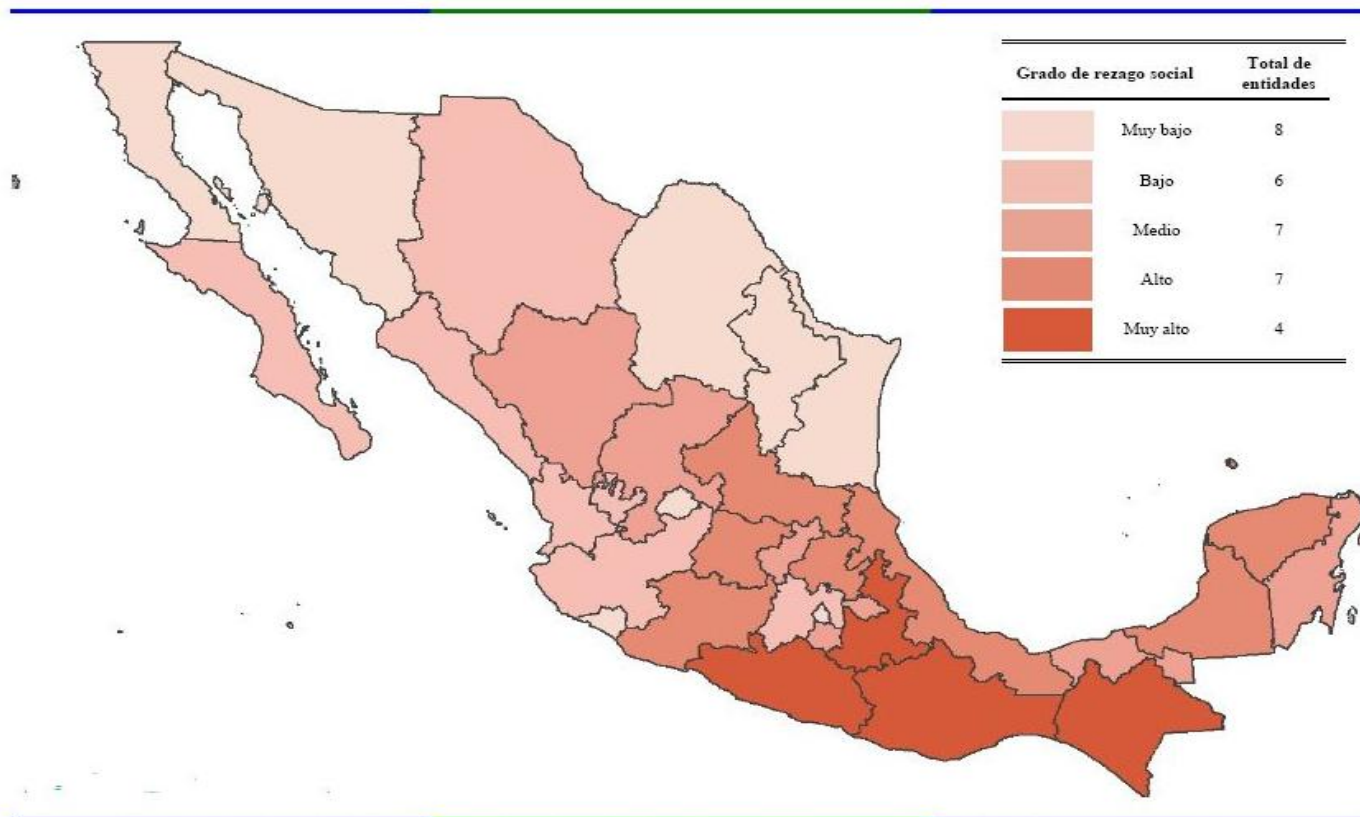 Grado de rezago social
Total de
entidades
Muy bajo 8
Bajo 6
Medio 7
Alto 7
Muy alto 4